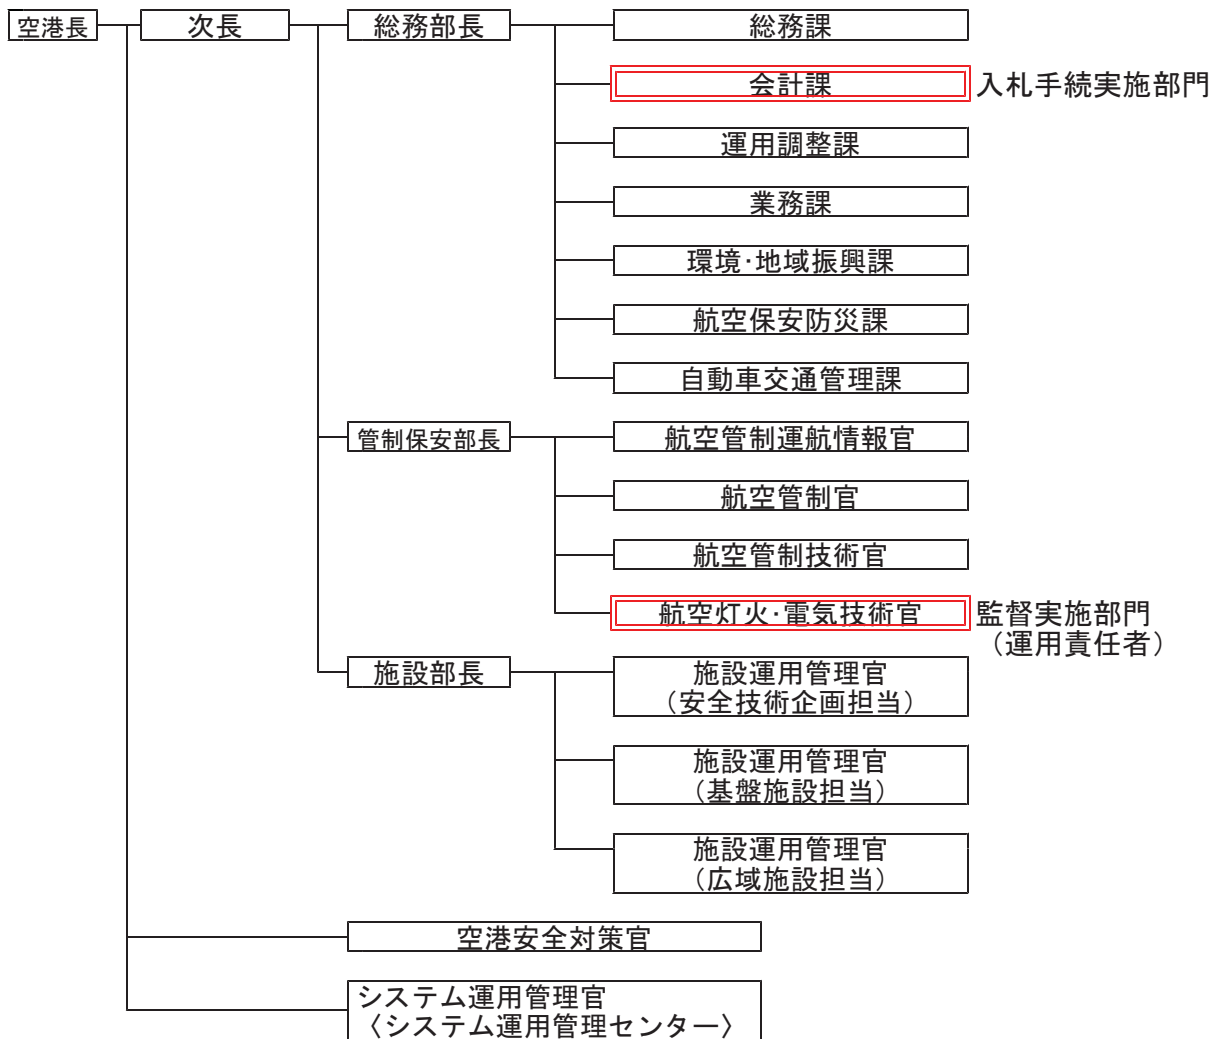 空港長
次長
総務部長
総務課
会計課
入札手続実施部門
運用調整課
業務課
環境･地域振興課
航空保安防災課
自動車交通管理課
管制保安部長
航空管制運航情報官
航空管制官
航空管制技術官
航空灯火･電気技術官
監督実施部門
（運用責任者）
施設部長
施設運用管理官
（安全技術企画担当）
施設運用管理官
（基盤施設担当）
施設運用管理官
（広域施設担当）
空港安全対策官
システム運用管理官
〈システム運用管理センター〉